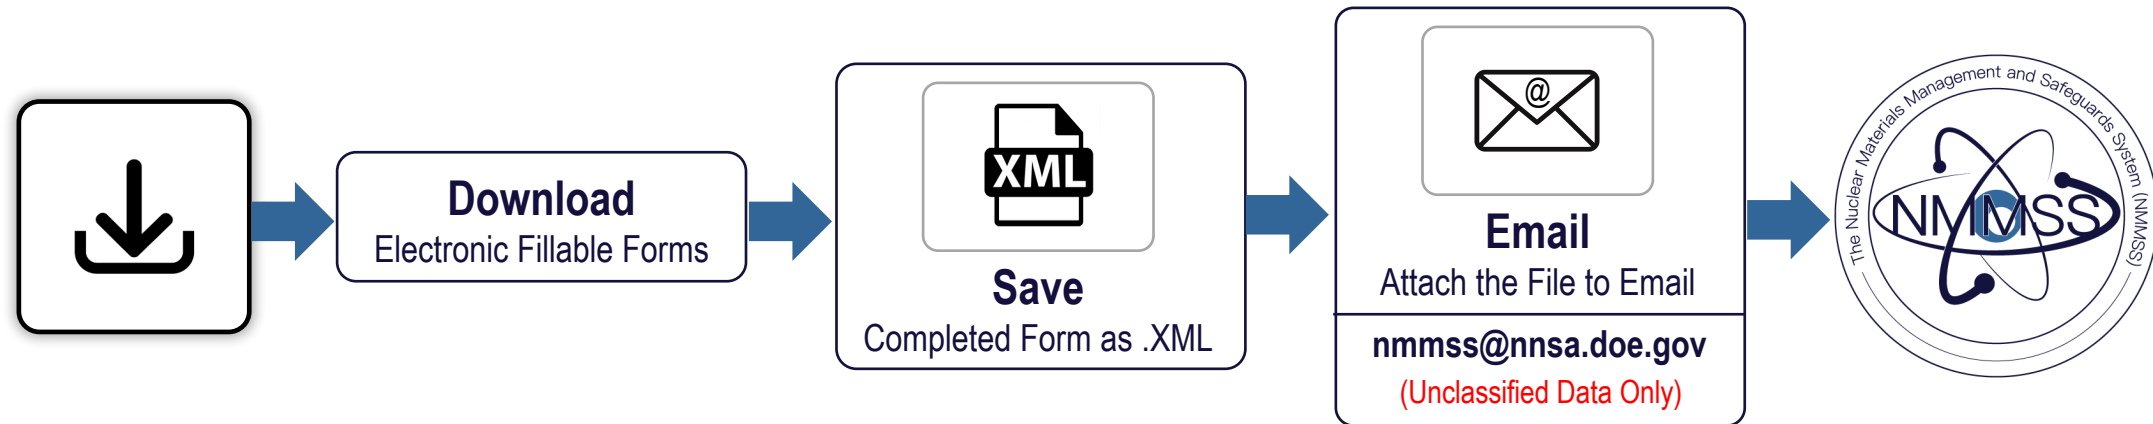 Download
Electronic Fillable Forms
XML
Save
Completed Form as .XML
@
Email
Attach the File to Email
nmmss@nnsa.doe.gov
(Unclassified Data Only)
The Nuclear Materials Management and Safeguards System (NMMSS)
NMMSS